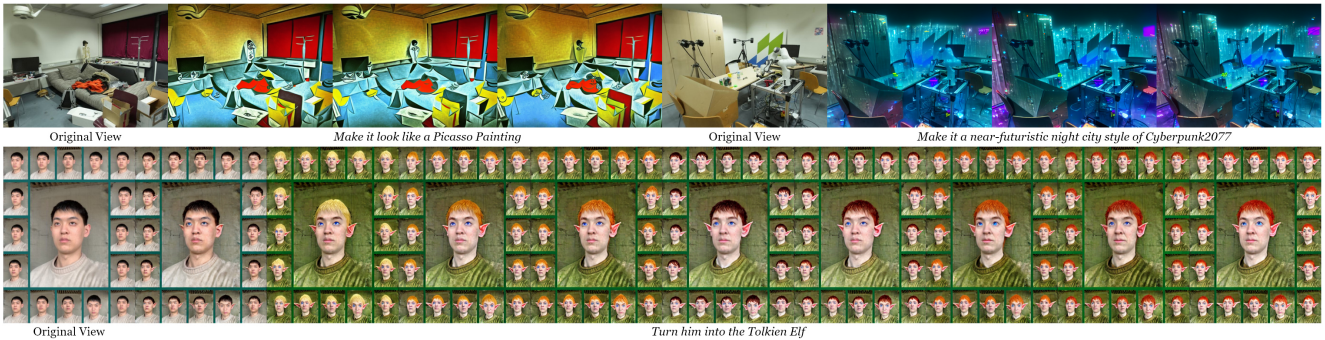 Original View
Make it look like a Picasso Painting
Original View
Make it a near-futuristic night city style of Cyberpunk2077
Original View
Turn him into the Tolkien Elf